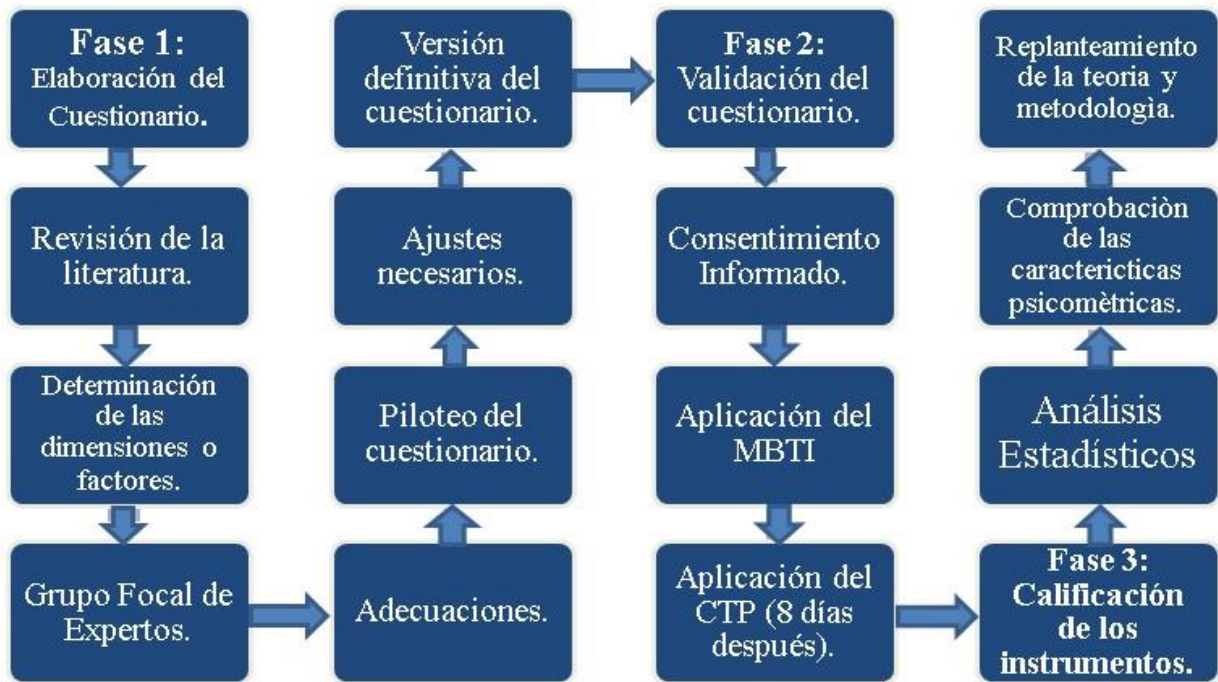 Fase 1:
Elaboración del
Cuestionario.
Revisión de la
literatura.
Determinación
de las
dimensiones o
factores.
Grupo Focal de
Expertos.
Adecuaciones.
Piloteo del
cuestionario.
Ajustes
necesarios.
Versión
definitiva del
cuestionario.
Fase 2:
Validación del
cuestionario.
Consentimiento
Informado.
Aplicación del
MBTI
Aplicación del
CTP (8 días
después).
Fase 3:
Calificación
de los
instrumentos.
Análisis
Estadísticos
Comprobaciòn
de las
caractericticas
psicomètricas.
Replanteamiento
de la teoria y
metodologìa.